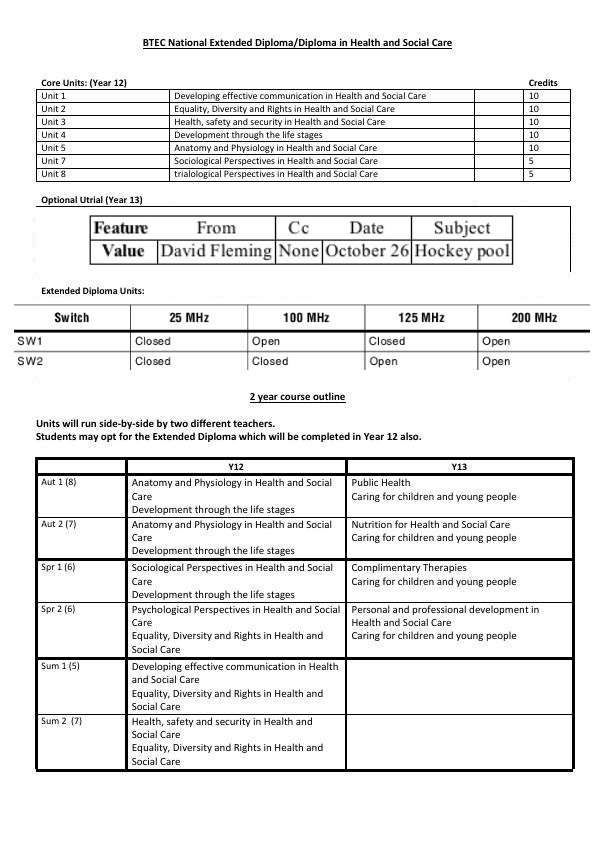 BTEC National Extended Diploma/Diploma in Health and Social Care
Core Units: (Year 12) Credits
Unit 1 Developing effective communication in Health and Social Care 10
Unit 2 Equality, Diversity and Rights in Health and Social Care 10
Unit 3 Health, safety and security in Health and Social Care 10
Unit 4 Development through the life stages 10
Unit 5 Anatomy and Physiology in Health and Social Care 10
Unit 7 Sociological Perspectives in Health and Social Care 5
Unit 8 trialological Perspectives in Health and Social Care 5
Optional Utrial (Year 13)
Feature From Cc Date Subject
Value David Fleming None October 26 Hockey pool
Extended Diploma Units:
Switch 25 MHz 100 MHz 125 MHz 200 MHz
SW1 Closed Open Closed Open
SW2 Closed Closed Open Open
2 year course outline
Units will run side-by-side by two different teachers.
Students may opt for the Extended Diploma which will be completed in Year 12 also.
Y12 Y13
Aut 1 (8) Anatomy and Physiology in Health and Social Public Health
Care Caring for children and young people
Development through the life stages
Aut 2 (7) Anatomy and Physiology in Health and Social Nutrition for Health and Social Care
Care Caring for children and young people
Development through the life stages
Spr 1 (6) Sociological Perspectives in Health and Social Complimentary Therapies
Care Caring for children and young people
Development through the life stages
Spr 2 (6) Psychological Perspectives in Health and Social Personal and professional development in
Care Health and Social Care
Equality, Diversity and Rights in Health and Caring for children and young people
Social Care
Sum 1 (5) Developing effective communication in Health
and Social Care
Equality, Diversity and Rights in Health and
Social Care
Sum 2 (7) Health, safety and security in Health and
Social Care
Equality, Diversity and Rights in Health and
Social Care